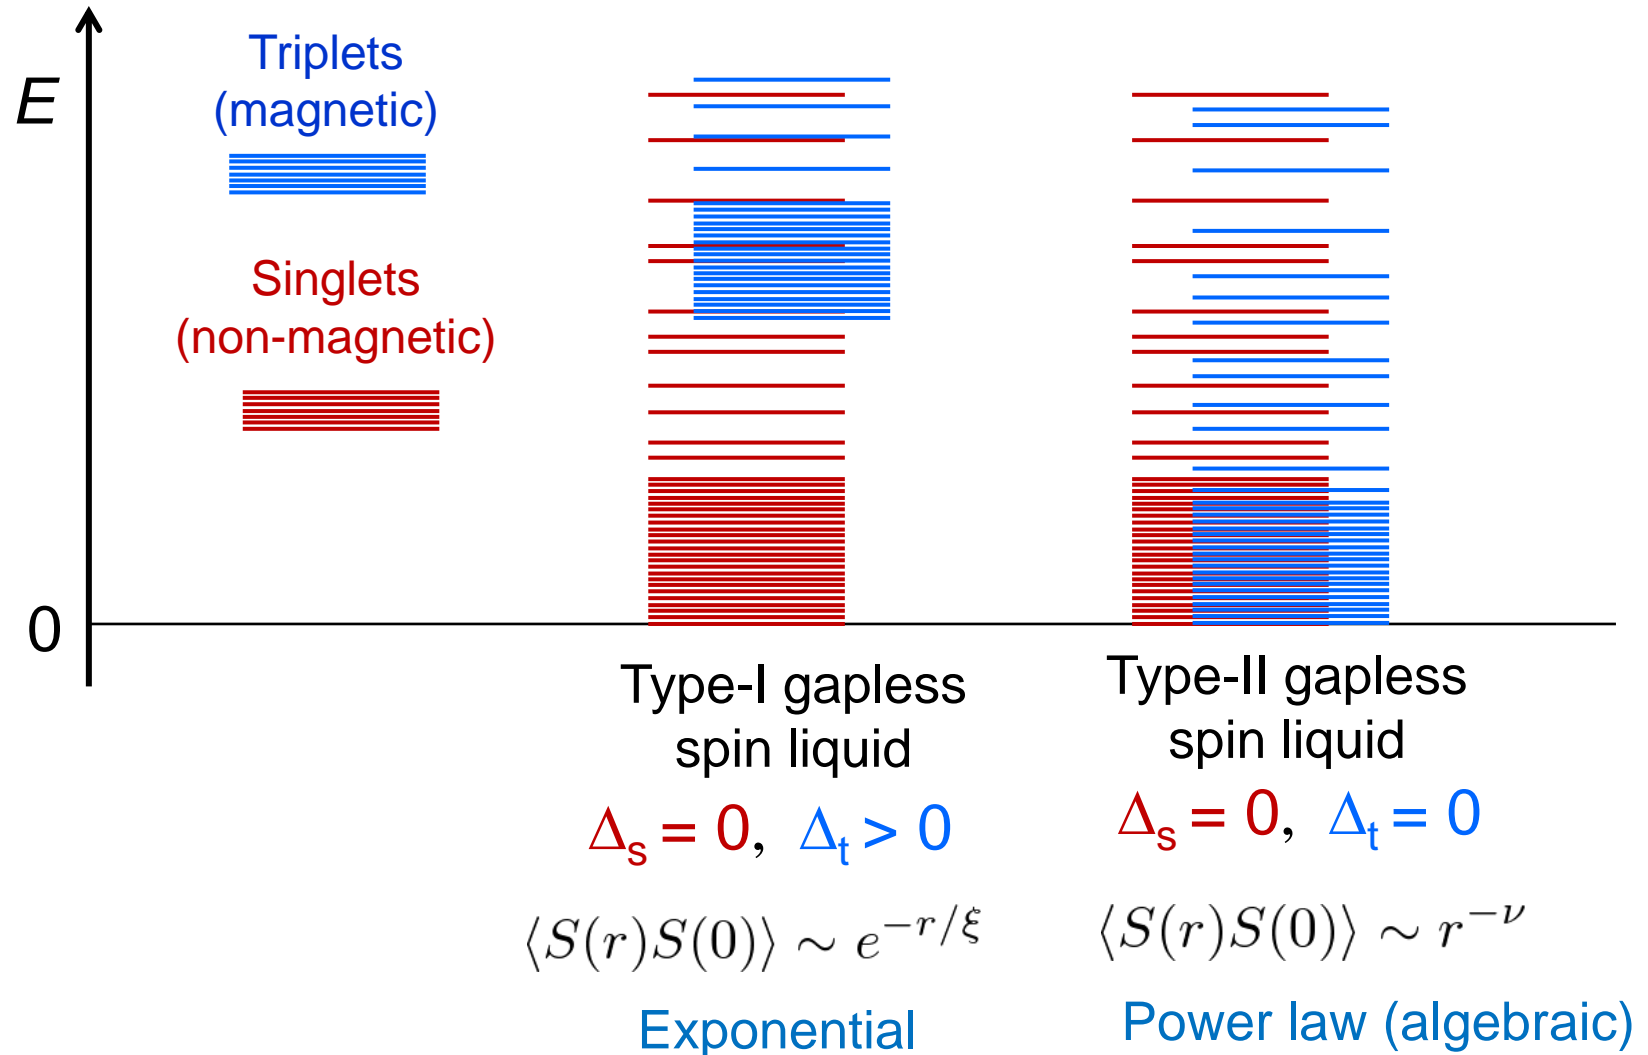 E
0
Triplets
(magnetic)
Singlets
(non-magnetic)
Type-I gapless
spin liquid
Δs = 0, Δt > 0
⟨S(r)S(0)⟩ ∼ e^{−r/ξ}
Exponential
Type-II gapless
spin liquid
Δs = 0, Δt = 0
⟨S(r)S(0)⟩ ∼ r^{−ν}
Power law (algebraic)